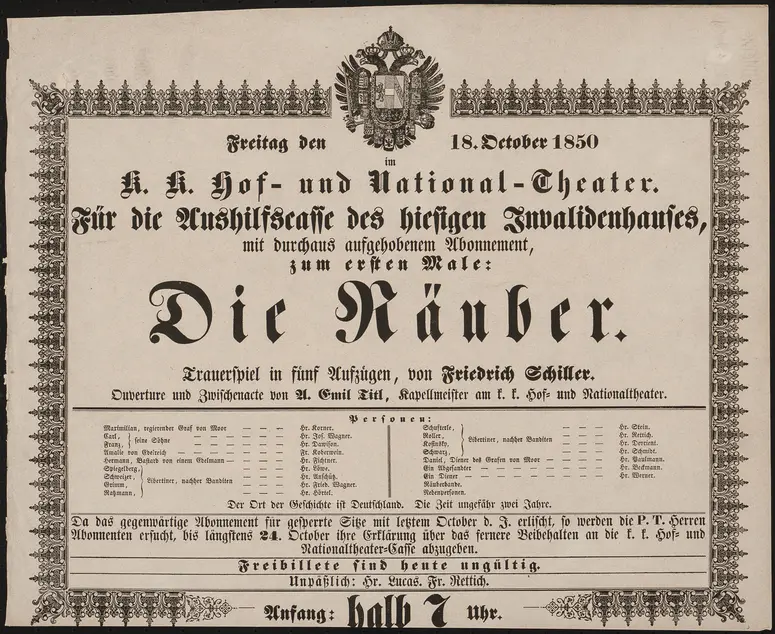 Freitag den 18. October 1850
im
K. K. Hof- und National-Theater.
Für die Aushilfscasse des hiesigen Invalidenhauses,
mit durchaus aufgehobenem Abonnement,
zum ersten Male:
Die Räuber.
Trauerspiel in fünf Aufzügen, von Friedrich Schiller.
Ouverture und Zwischenacte von A. Emil Titl, Kapellmeister am k. k. Hof- und Nationaltheater.
Personen:
Maximilian, regierender Graf von Moor — — — Hr. Korner.
Carl, } seine Söhne — — — — Hr. Jos. Wagner.
Franz, — — — — Hr. Dawison.
Amalie von Edelreich — — — — Fr. Koberwein.
Hermann, Bastard von einem Edelmann — — — Hr. Fichtner.
Spiegelberg, — — — Hr. Löwe.
Schweizer, } Libertiner, nachher Banditen — — — Hr. Anschütz.
Grimm, — — — Hr. Fried. Wagner.
Razmann, — — — Hr. Hörtel.
Schufterle, — — — Hr. Stein.
Roller, } Libertiner, nachher Banditen — — — Hr. Rettich.
Kosinsky, — — — Hr. Devrient.
Schwarz, — — — Hr. Schmidt.
Daniel, Diener des Grafen von Moor — — — Hr. Paulmann.
Ein Abgesandter — — — — Hr. Beckmann.
Ein Diener — — — — Hr. Werner.
Räuberbande.
Nebenpersonen.
Der Ort der Geschichte ist Deutschland. Die Zeit ungefähr zwei Jahre.
Da das gegenwärtige Abonnement für gesperrte Sitze mit letztem October d. J. erlischt, so werden die P. T. Herren
Abonnenten ersucht, bis längstens 24. October ihre Erklärung über das fernere Beibehalten an die k. k. Hof- und
Nationaltheater-Casse abzugeben.
Freibillete sind heute ungültig.
Unpäßlich: Hr. Lucas. Fr. Rettich.
Anfang: halb 7 Uhr.